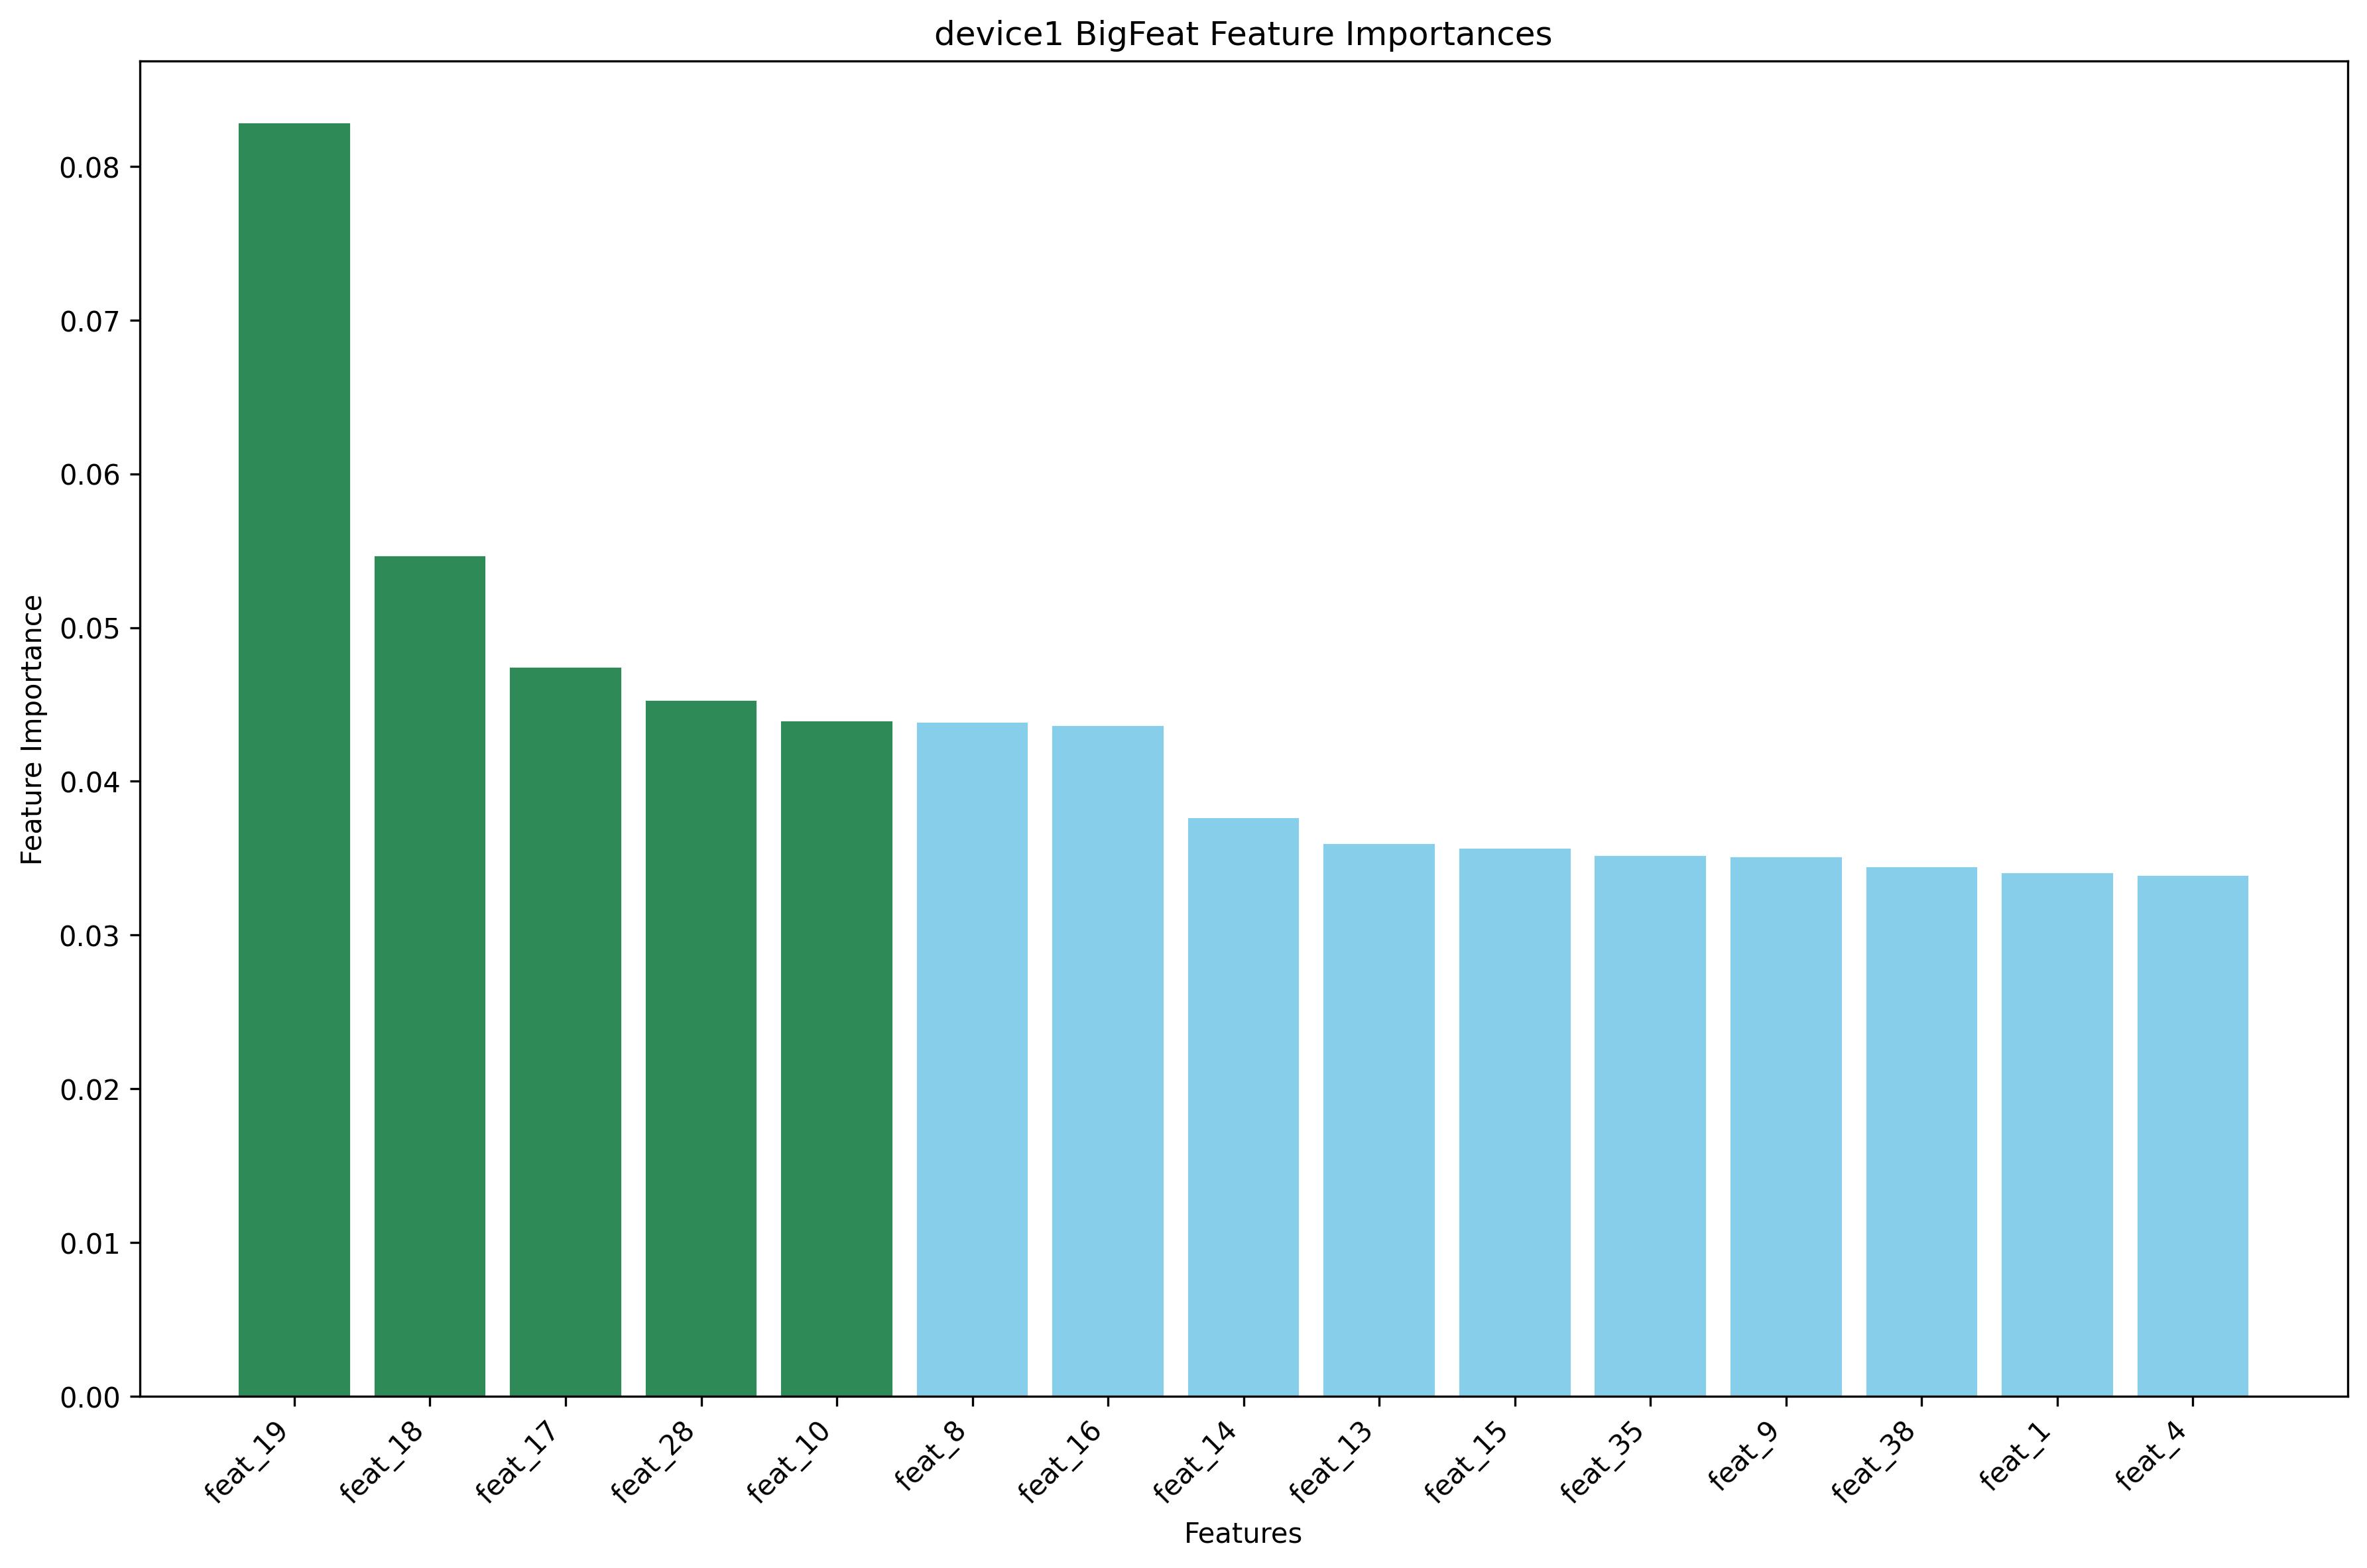 device1 BigFeat Feature Importances
Feature Importance
0.08
0.07
0.06
0.05
0.04
0.03
0.02
0.01
0.00
feat_19
feat_18
feat_17
feat_28
feat_10
feat_8
feat_16
feat_14
feat_13
feat_15
feat_35
feat_9
feat_38
feat_1
feat_4
Features